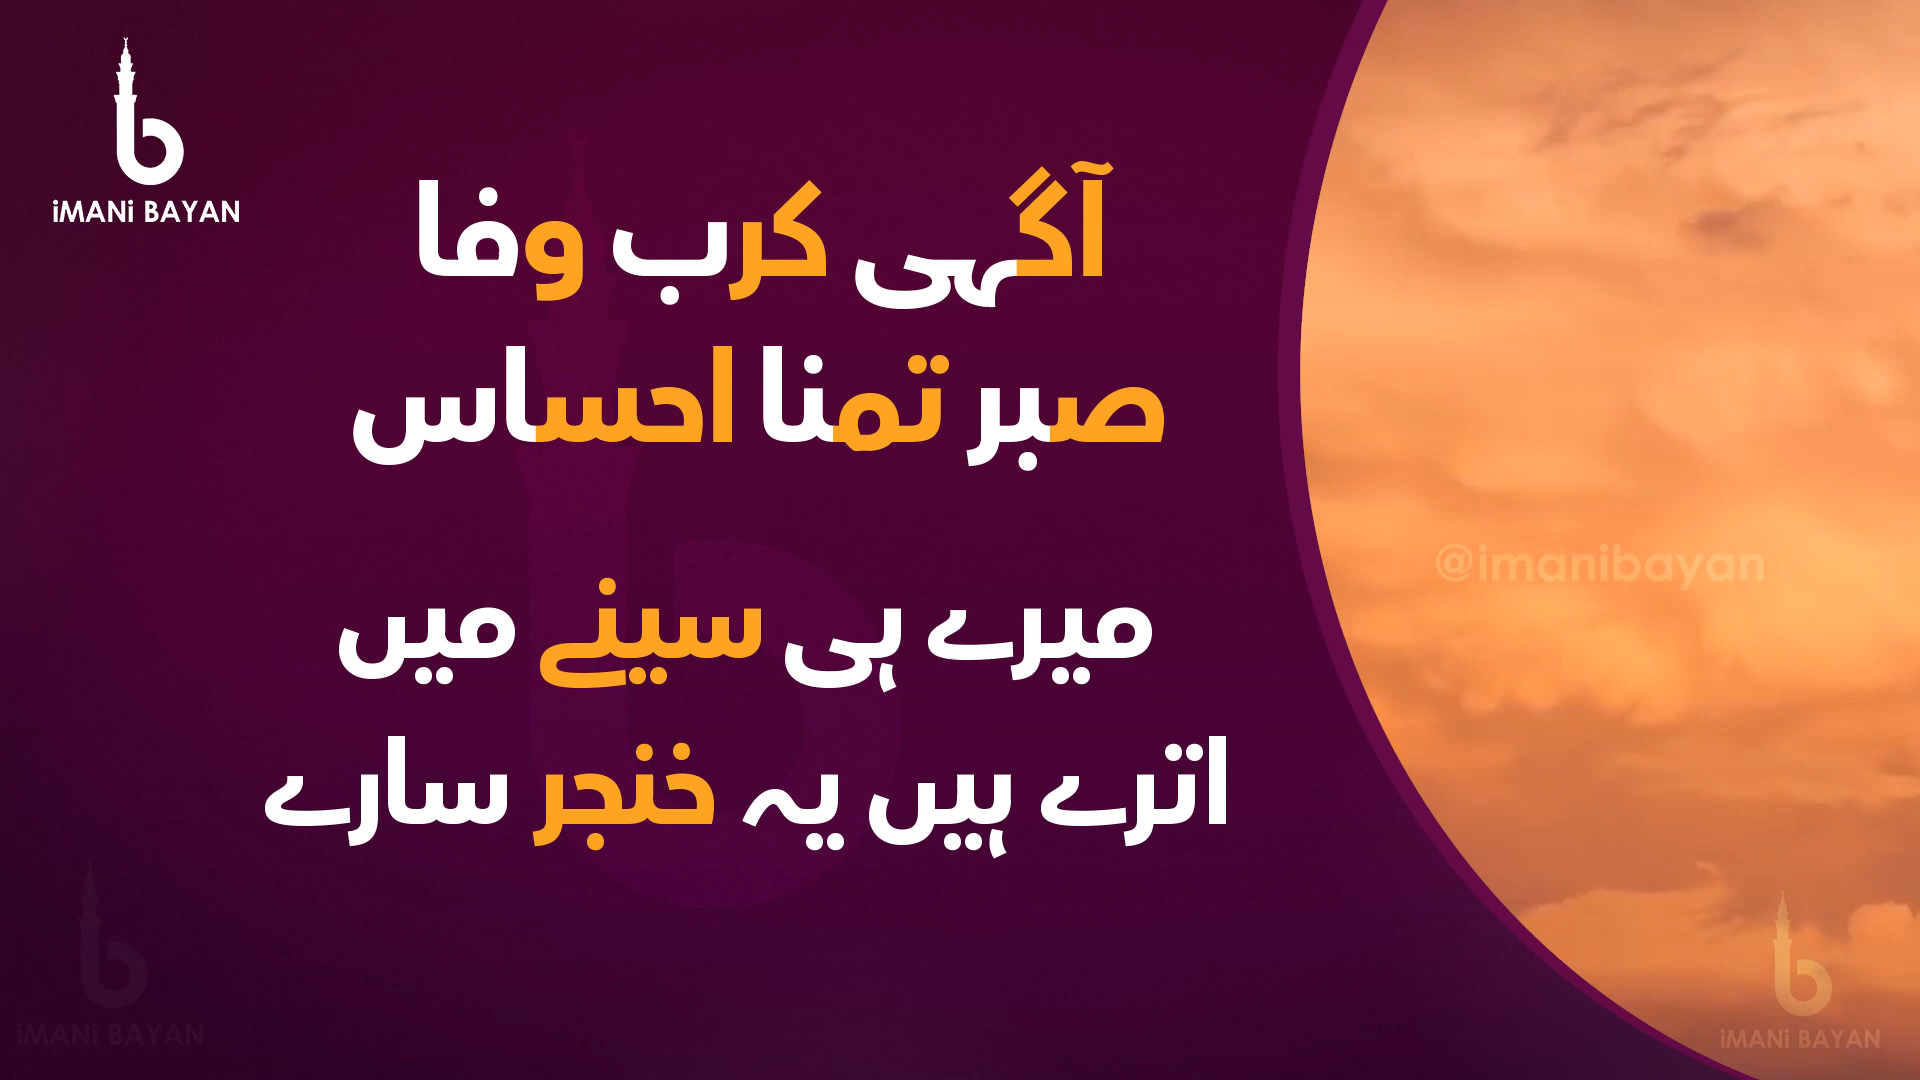 iMANi BAYAN
آگہی کرب وفا
صبر تمنا احساس
میرے ہی سینے میں
اترے ہیں یہ خنجر سارے
@imanibayan
iMANi BAYAN
iMANi BAYAN